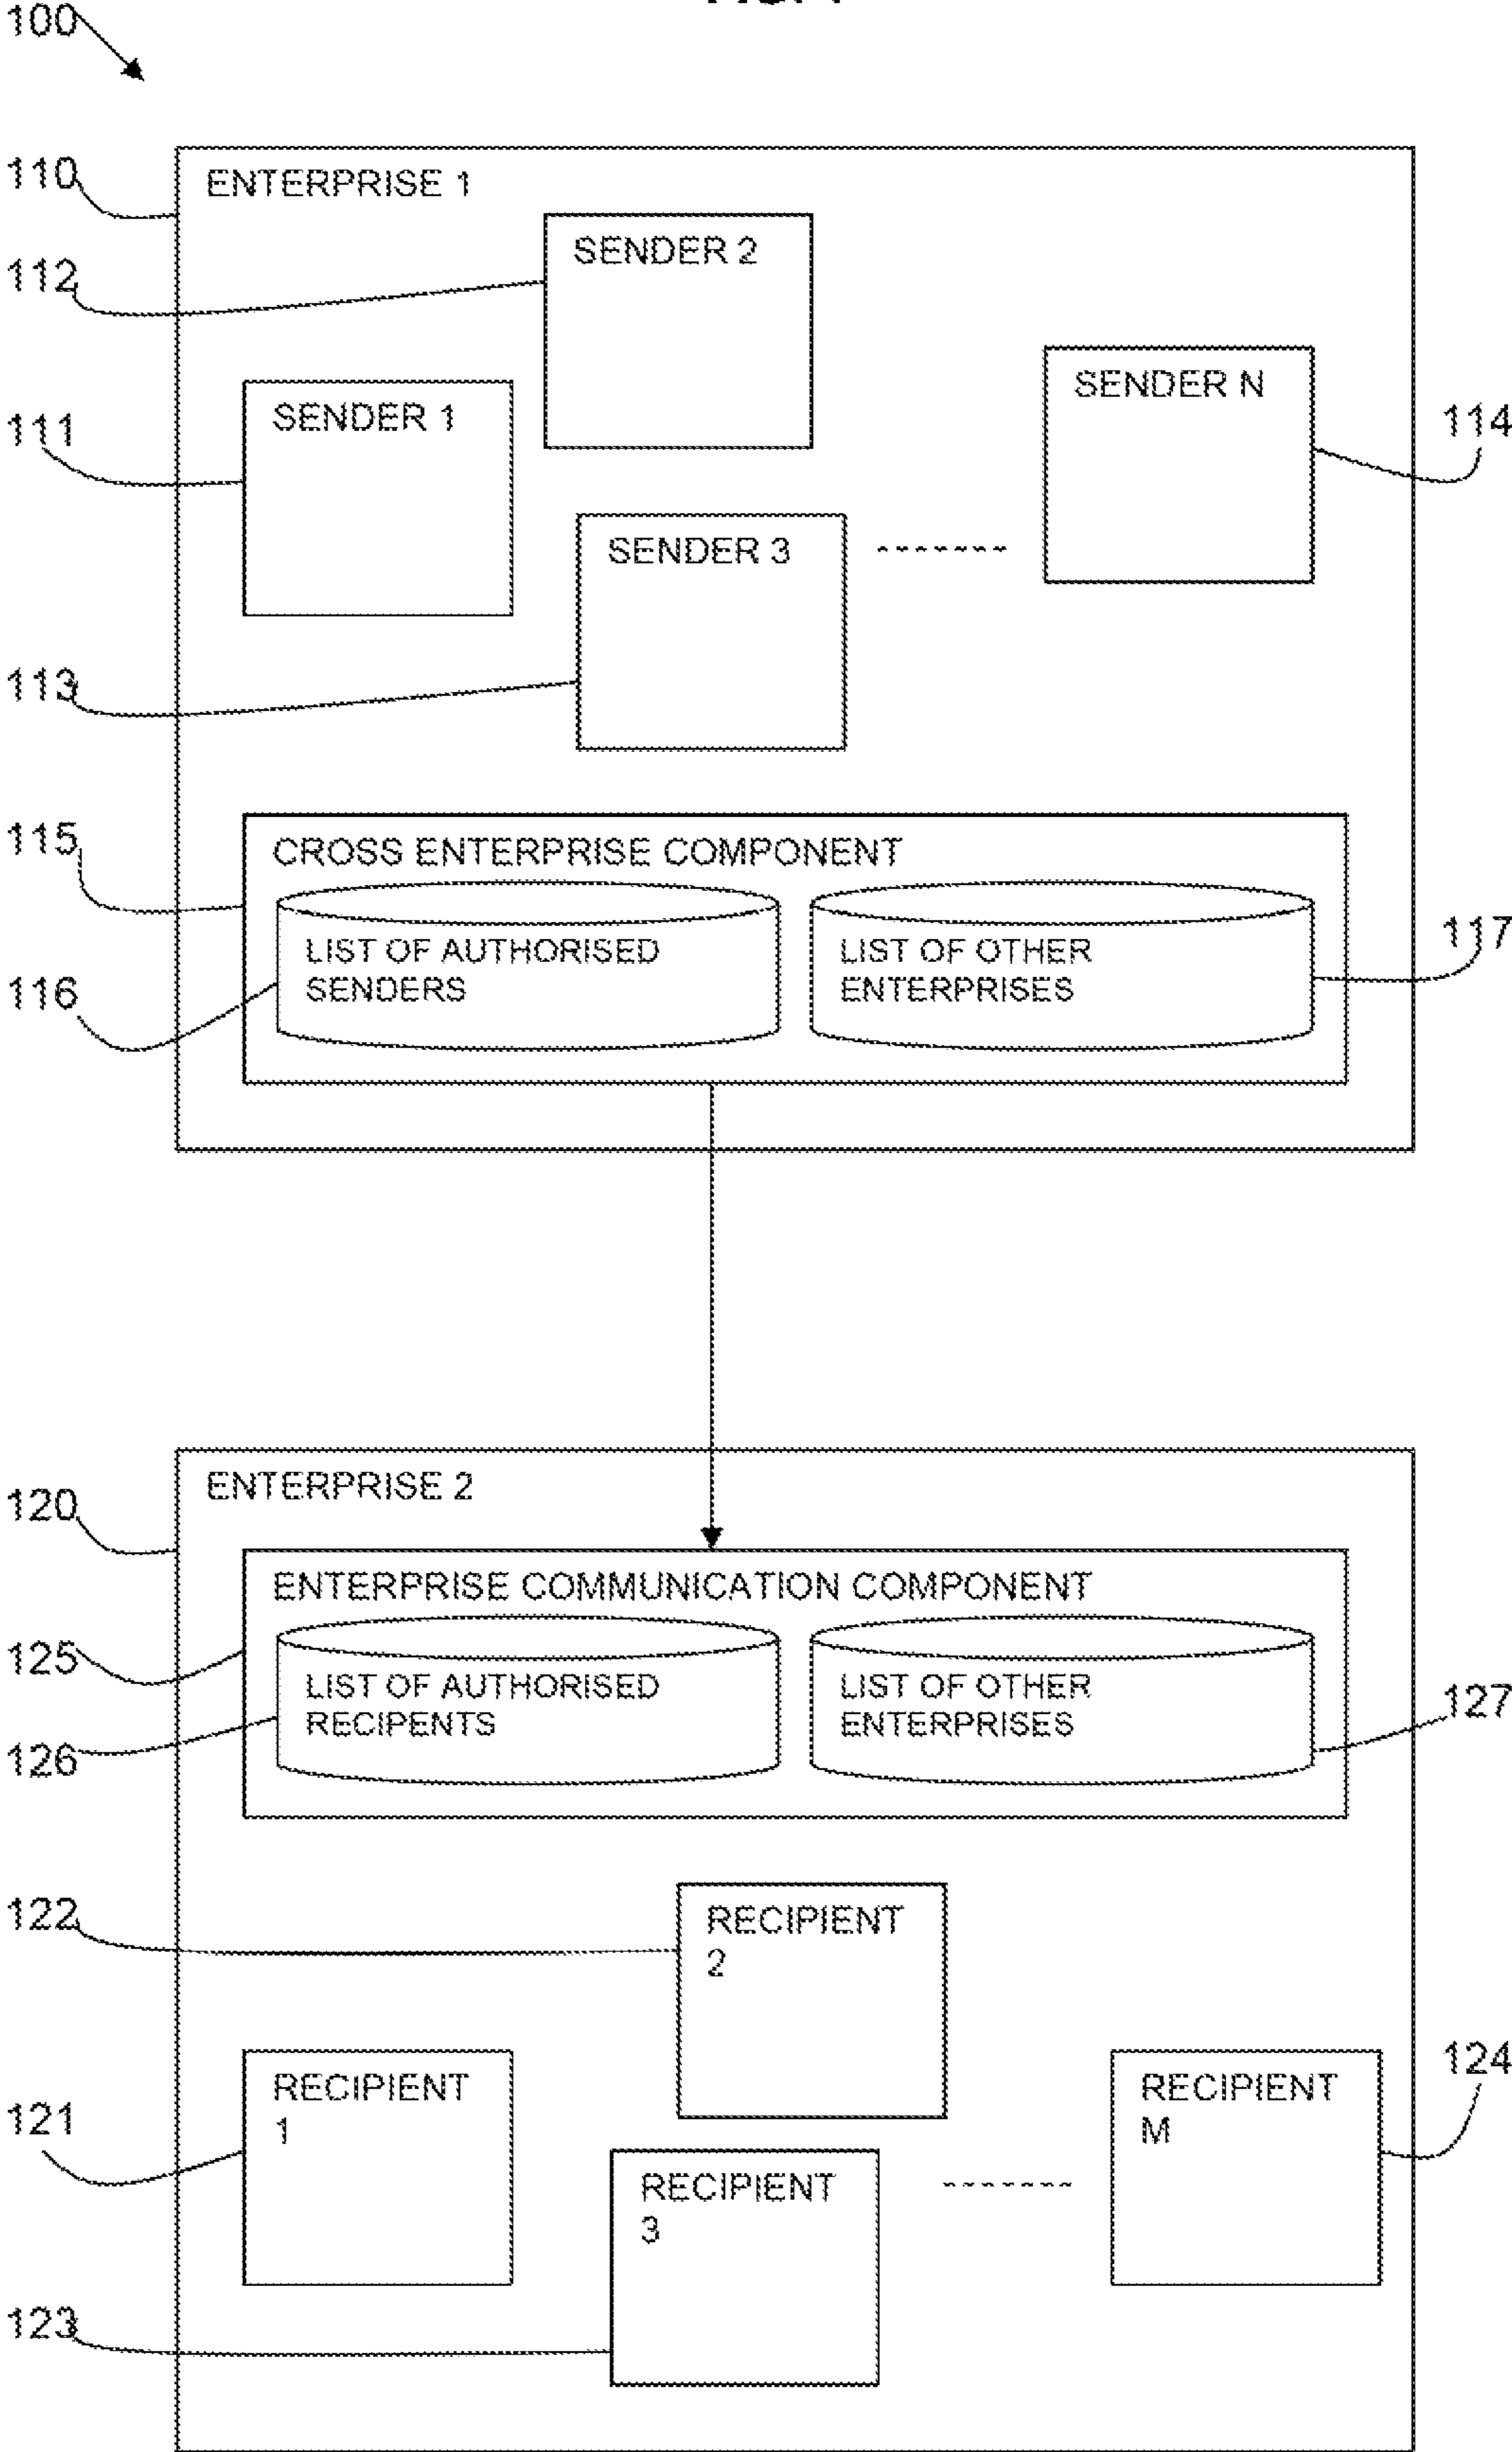 100
110
ENTERPRISE 1
112
SENDER 2
111
SENDER 1
SENDER N
114
SENDER 3
113
115
CROSS ENTERPRISE COMPONENT
116
LIST OF AUTHORISED
SENDERS
LIST OF OTHER
ENTERPRISES
117
120
ENTERPRISE 2
125
ENTERPRISE COMMUNICATION COMPONENT
126
LIST OF AUTHORISED
RECIPENTS
LIST OF OTHER
ENTERPRISES
127
122
RECIPIENT
2
121
RECIPIENT
1
RECIPIENT
M
124
RECIPIENT
3
123